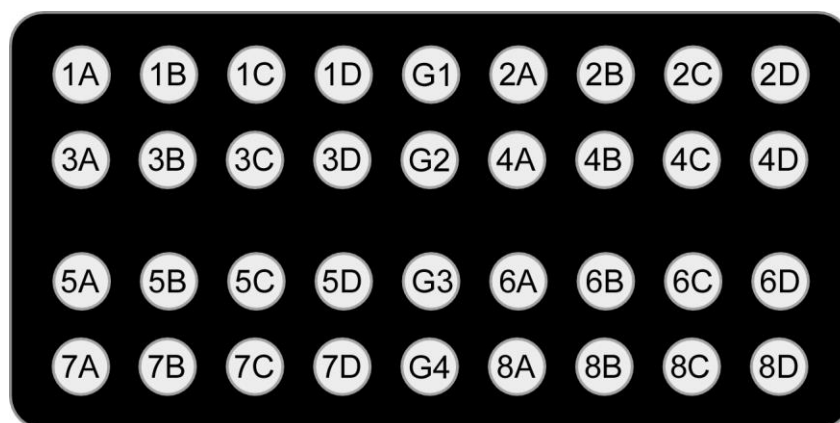 1A 1B 1C 1D G1 2A 2B 2C 2D
3A 3B 3C 3D G2 4A 4B 4C 4D
5A 5B 5C 5D G3 6A 6B 6C 6D
7A 7B 7C 7D G4 8A 8B 8C 8D